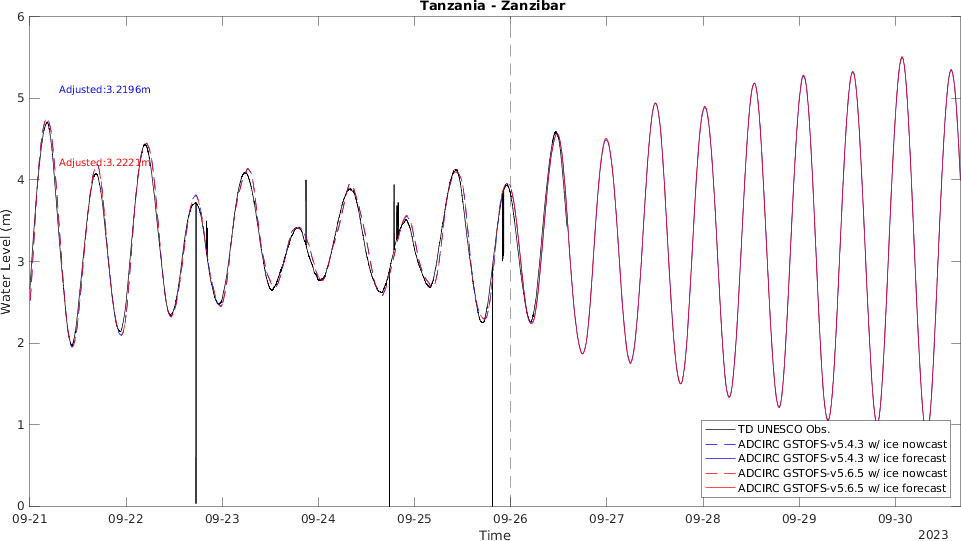 Tanzania - Zanzibar
6
5
4
3
2
1
0
Water Level (m)
Adjusted:3.2196m
Adjusted:3.2221m
TD UNESCO Obs.
ADCIRC GSTOFS-v5.4.3 w/ ice nowcast
ADCIRC GSTOFS-v5.4.3 w/ ice forecast
ADCIRC GSTOFS-v5.6.5 w/ ice nowcast
ADCIRC GSTOFS-v5.6.5 w/ ice forecast
09-21 09-22 09-23 09-24 09-25 09-26 09-27 09-28 09-29 09-30
Time
2023